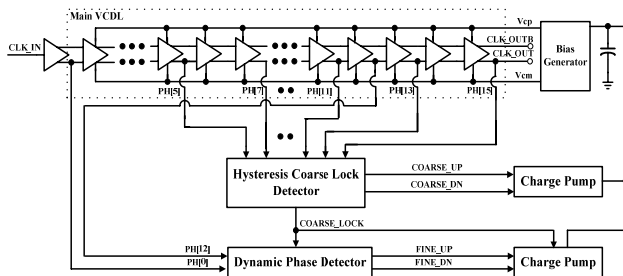 Main VCDL
Vcp
CLK_IN
CLK_OUTB
CLK_OUT
Bias
Generator
Vcm
PH[5]
PH[7]
PH[11]
PH[13]
PH[15]
Hysteresis Coarse Lock
Detector
COARSE_UP
COARSE_DN
Charge Pump
COARSE_LOCK
PH[12]
PH[0]
Dynamic Phase Detector
FINE_UP
FINE_DN
Charge Pump